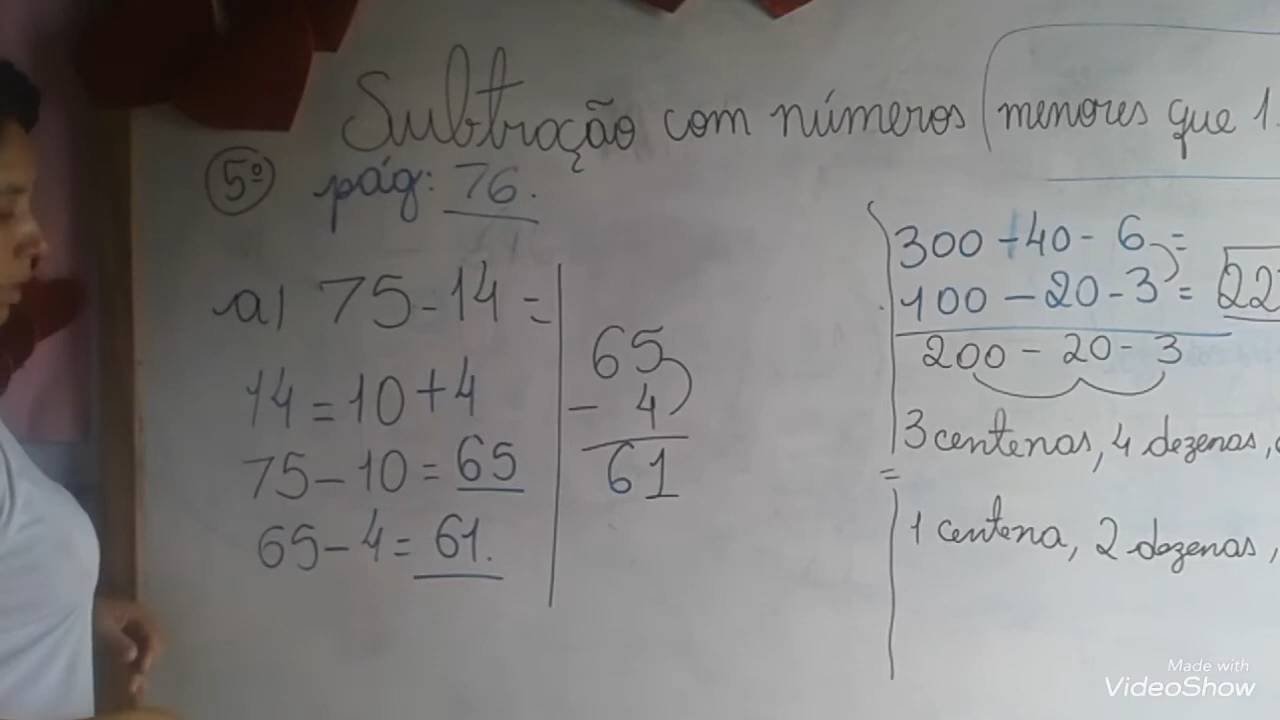 Subtração com números menores que 1.
5º pág: 76.
a) 75 - 14 =
14 = 10 + 4
75 - 10 = 65
65 - 4 = 61.
65
- 4
61
300 - 40 - 6 =
100 - 20 - 3 = 22
200 - 20 - 3
3 centenas, 4 dezenas,
=
1 centena, 2 dezenas,
Made with
VideoShow